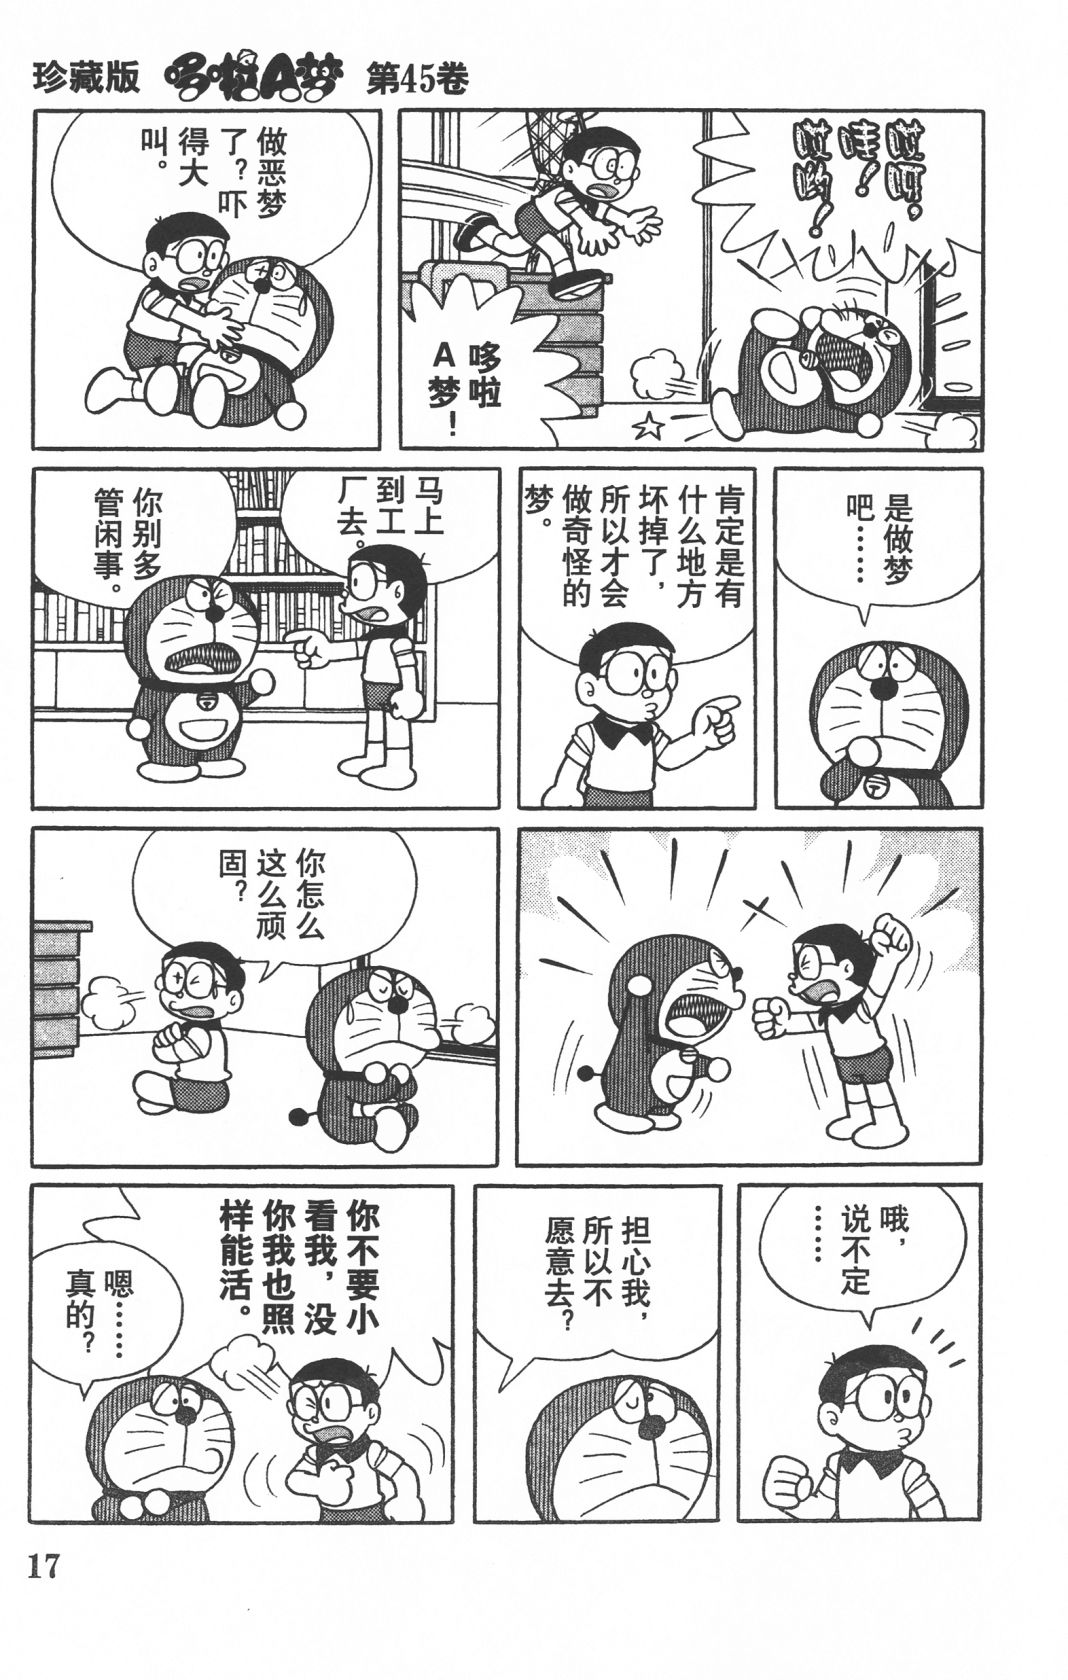 珍藏版 哆啦A梦 第45卷
哎呀！
哇！
哎哟！
哆啦
A梦！
做恶梦
了？吓
得大
叫。
是做梦
吧……
肯定是有
什么地方
坏掉了，
所以才会
做奇怪的
梦。
马上
到工
厂去。
你别多
管闲事。
你怎么
这么顽
固？
哦，
说不定
……
担心我，
所以不
愿意去？
你不要小
看我，没
你我也照
样能活。
嗯……
真的？
17